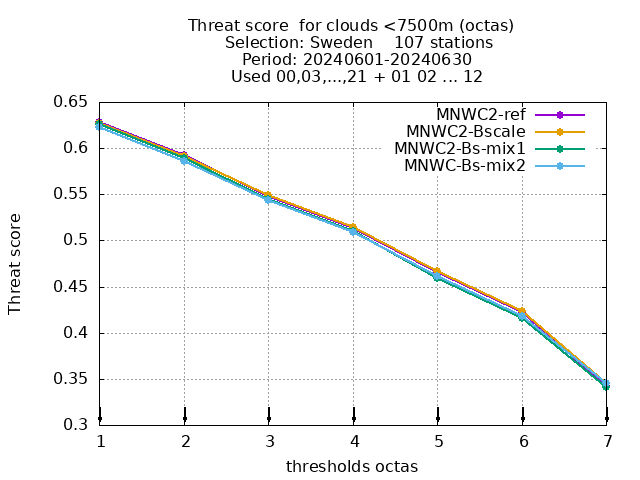 Threat score  for clouds <7500m (octas)
Selection: Sweden    107 stations
Period: 20240601-20240630
Used 00,03,...,21 + 01 02 ... 12
MNWC2-ref
MNWC2-Bscale
MNWC2-Bs-mix1
MNWC-Bs-mix2
0.65
0.6
0.55
0.5
0.45
0.4
0.35
0.3
Threat score
1 2 3 4 5 6 7
thresholds octas